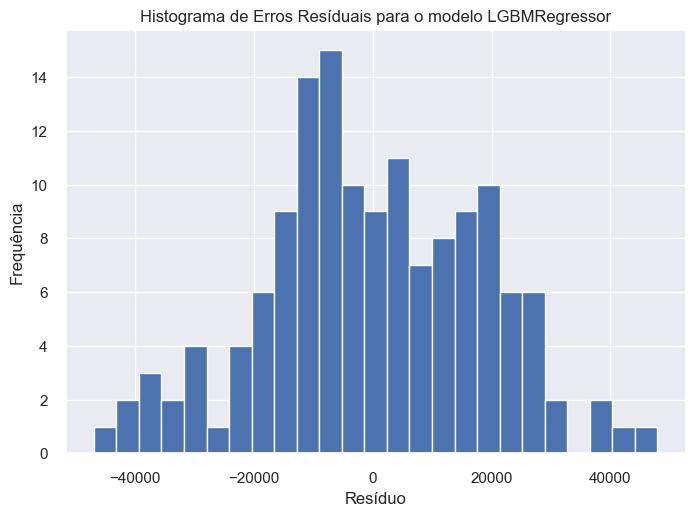 Histograma de Erros Resíduais para o modelo LGBMRegressor
14
12
10
8
6
4
2
0
Frequência
−40000 −20000 0 20000 40000
Resíduo